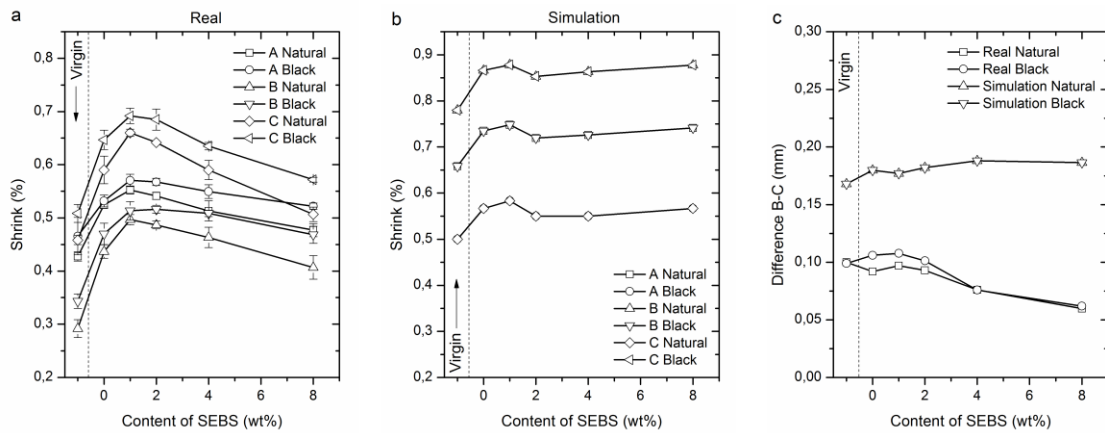 a
Real
Shrink (%)
0,8
0,7
0,6
0,5
0,4
0,3
0,2
Virgin
A Natural
A Black
B Natural
B Black
C Natural
C Black
0 2 4 6 8
Content of SEBS (wt%)
b
Simulation
Shrink (%)
0,9
0,8
0,7
0,6
0,5
0,4
0,3
0,2
Virgin
A Natural
A Black
B Natural
B Black
C Natural
C Black
0 2 4 6 8
Content of SEBS (wt%)
c
Difference B-C (mm)
0,30
0,25
0,20
0,15
0,10
0,05
0,00
Virgin
Real Natural
Real Black
Simulation Natural
Simulation Black
0 2 4 6 8
Content of SEBS (wt%)